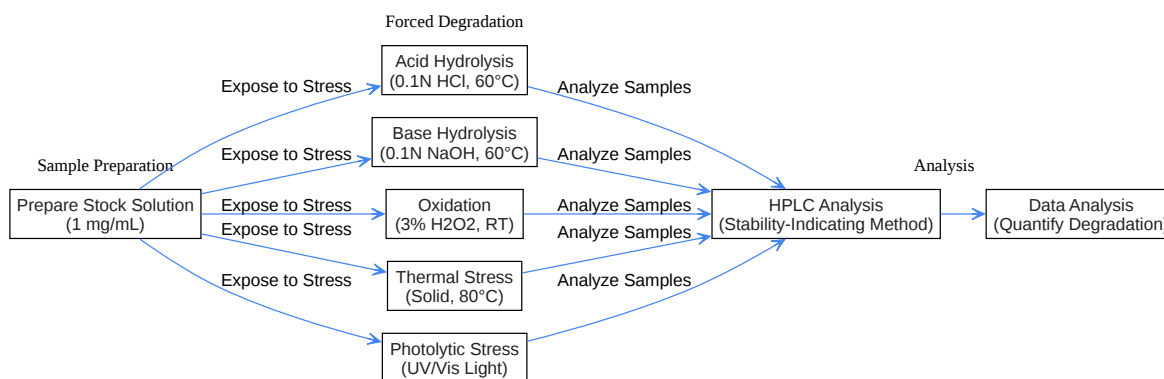 Forced Degradation
Acid Hydrolysis
(0.1N HCl, 60°C)
Expose to Stress
Analyze Samples
Base Hydrolysis
(0.1N NaOH, 60°C)
Expose to Stress
Analyze Samples
Sample Preparation
Analysis
Prepare Stock Solution
(1 mg/mL)
Expose to Stress
Oxidation
(3% H2O2, RT)
Analyze Samples
HPLC Analysis
(Stability-Indicating Method)
Data Analysis
(Quantify Degradation)
Expose to Stress
Analyze Samples
Thermal Stress
(Solid, 80°C)
Expose to Stress
Analyze Samples
Photolytic Stress
(UV/Vis Light)